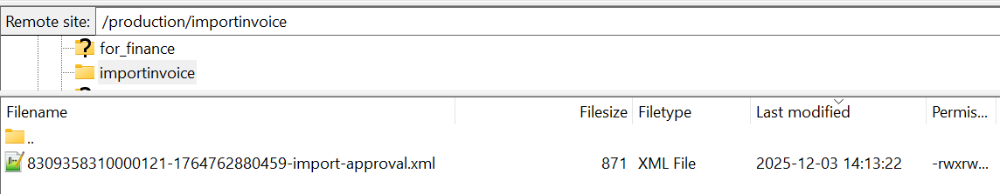 Remote site: /production/importinvoice
for_finance
importinvoice
Filename Filesize Filetype Last modified Permis...
..
8309358310000121-1764762880459-import-approval.xml 871 XML File 2025-12-03 14:13:22 -rwxrw...